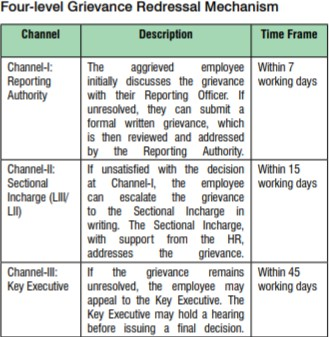 Four-level Grievance Redressal Mechanism
Channel
Description
Time Frame
Channel-I:
Reporting
Authority
The aggrieved employee
initially discusses the grievance
with their Reporting Officer. If
unresolved, they can submit a
formal written grievance, which
is then reviewed and addressed
by the Reporting Authority.
Within 7
working days
Channel-II:
Sectional
Incharge (LIII/
LII)
If unsatisfied with the decision
at Channel-I, the employee
can escalate the grievance
to the Sectional Incharge in
writing. The Sectional Incharge,
with support from the HR,
addresses the grievance.
Within 15
working days
Channel-III:
Key Executive
If the grievance remains
unresolved, the employee may
appeal to the Key Executive. The
Key Executive may hold a hearing
before issuing a final decision.
Within 45
working days